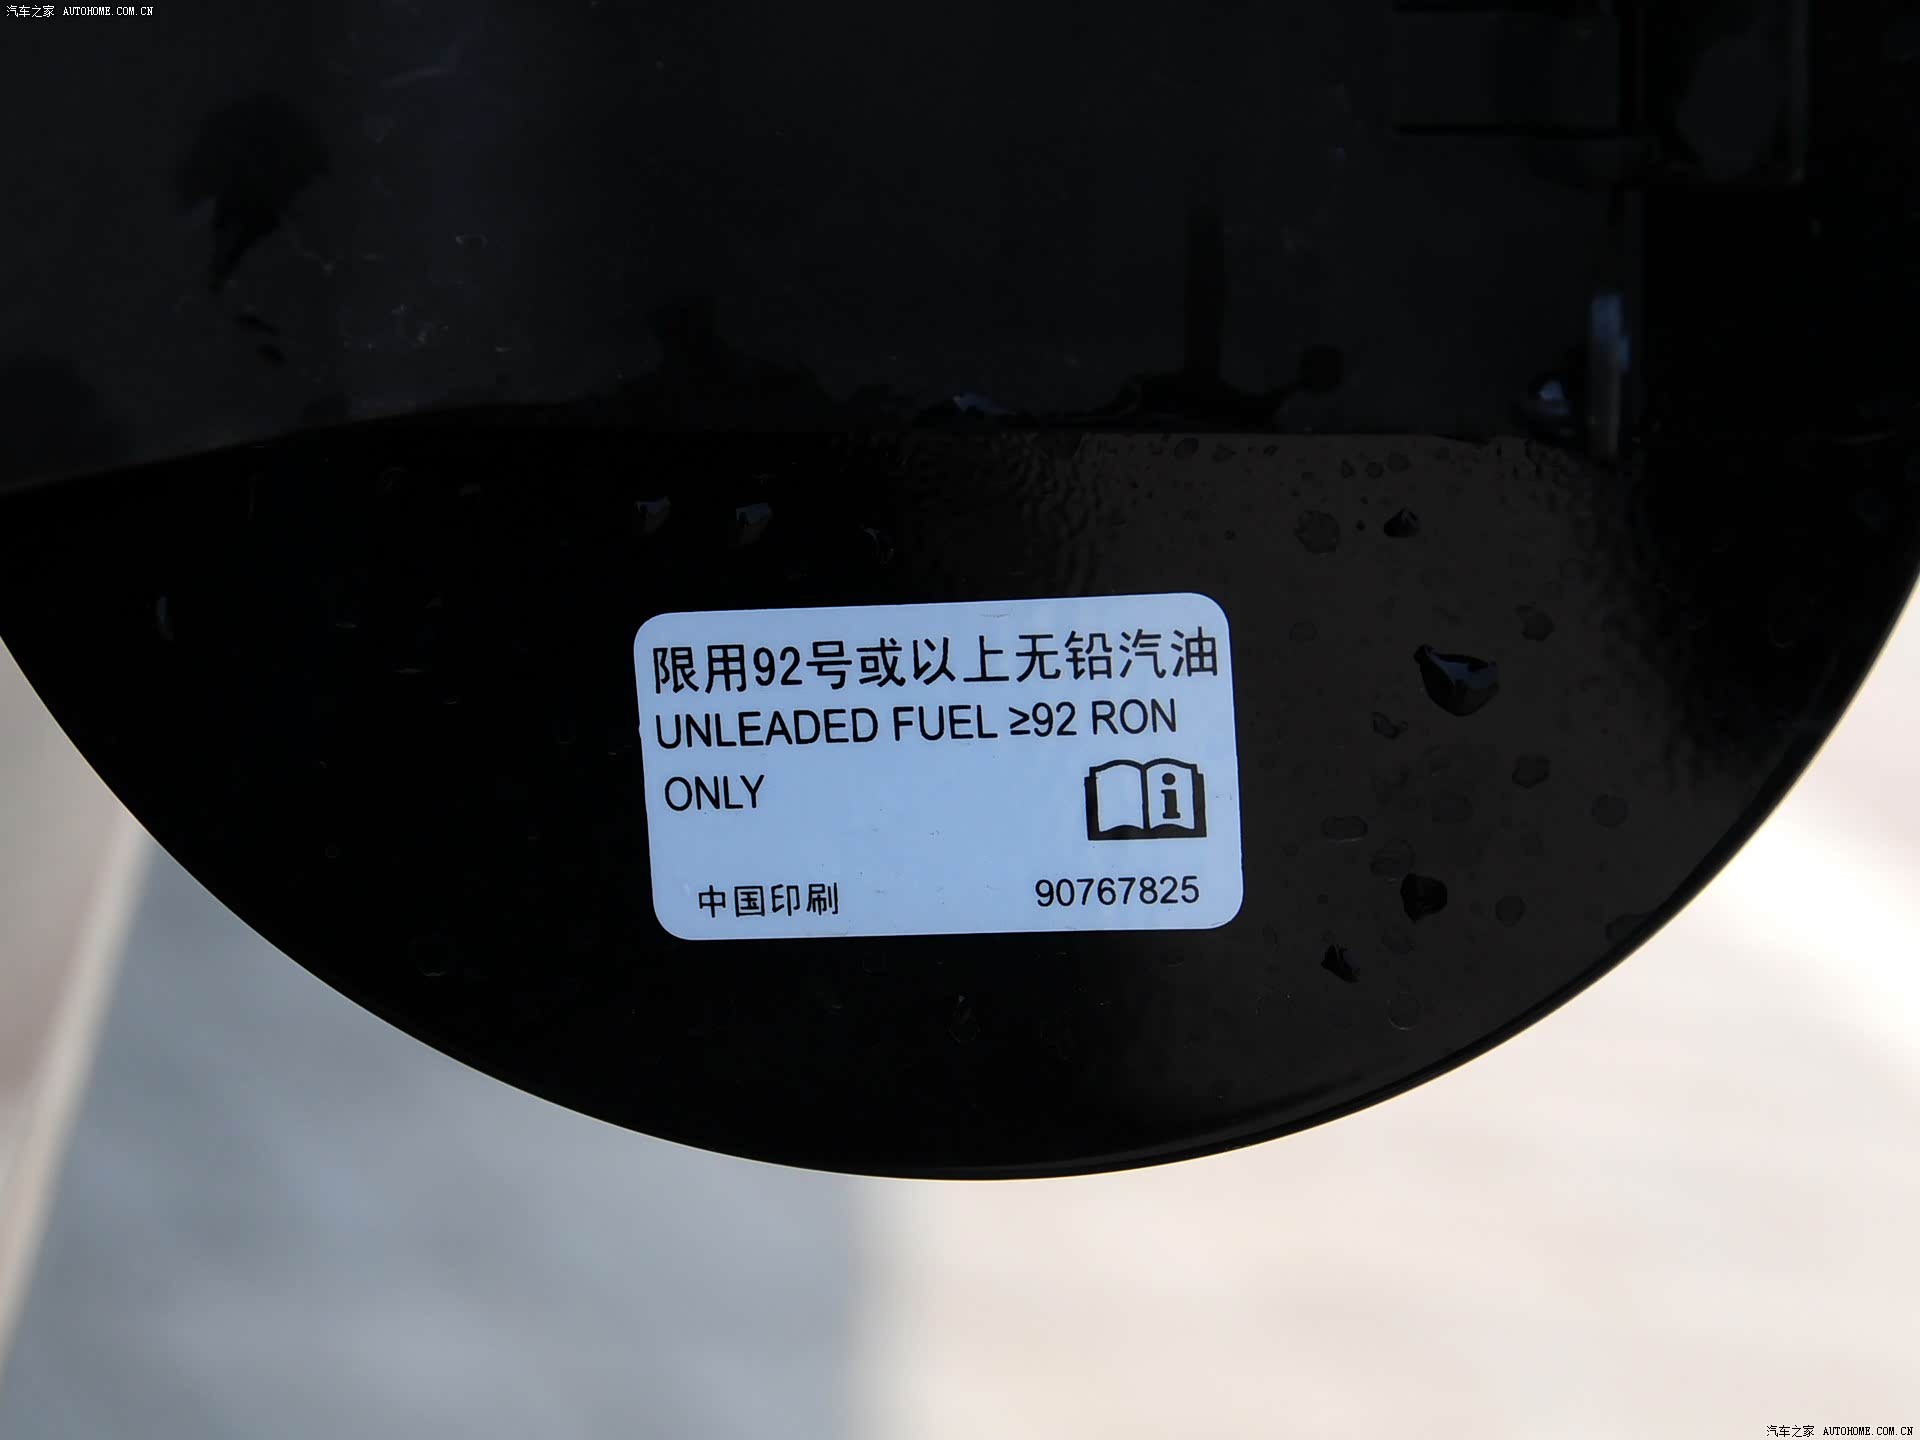 汽车之家 AUTOHOME.COM.CN
限用92号或以上无铅汽油
UNLEADED FUEL ≥92 RON
ONLY
中国印刷 90767825
汽车之家 AUTOHOME.COM.CN